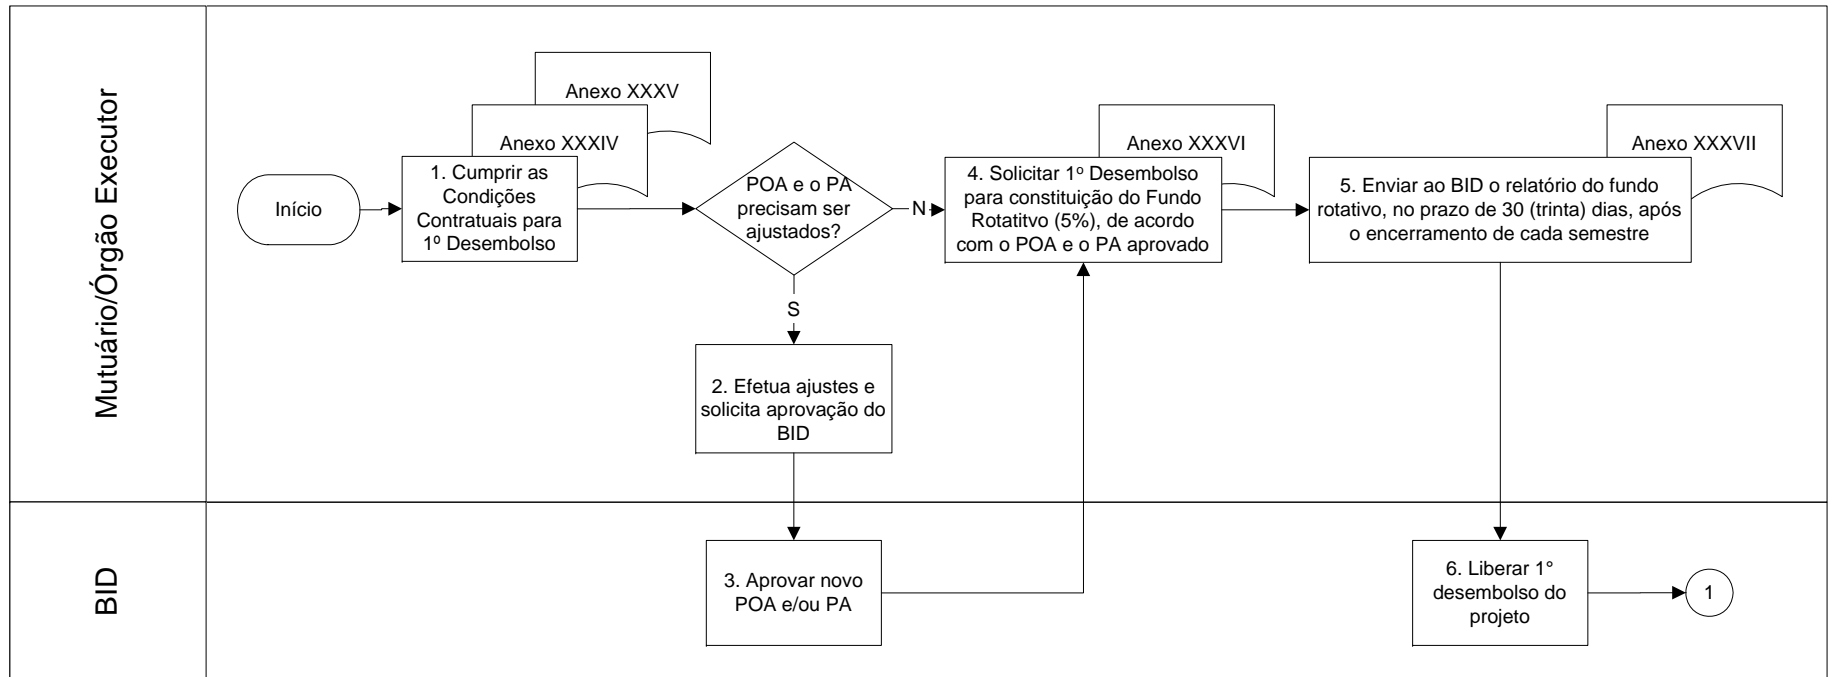 Mutuário/Órgão Executor
Início
Anexo XXXV
Anexo XXXIV
1. Cumprir as
Condições
Contratuais para
1º Desembolso
POA e o PA
precisam ser
ajustados?
N
S
2. Efetua ajustes e
solicita aprovação do
BID
Anexo XXXVI
4. Solicitar 1º Desembolso
para constituição do Fundo
Rotatitvo (5%), de acordo
com o POA e o PA aprovado
Anexo XXXVII
5. Enviar ao BID o relatório do fundo
rotativo, no prazo de 30 (trinta) dias, após
o encerramento de cada semestre
BID
3. Aprovar novo
POA e/ou PA
6. Liberar 1°
desembolso do
projeto
1